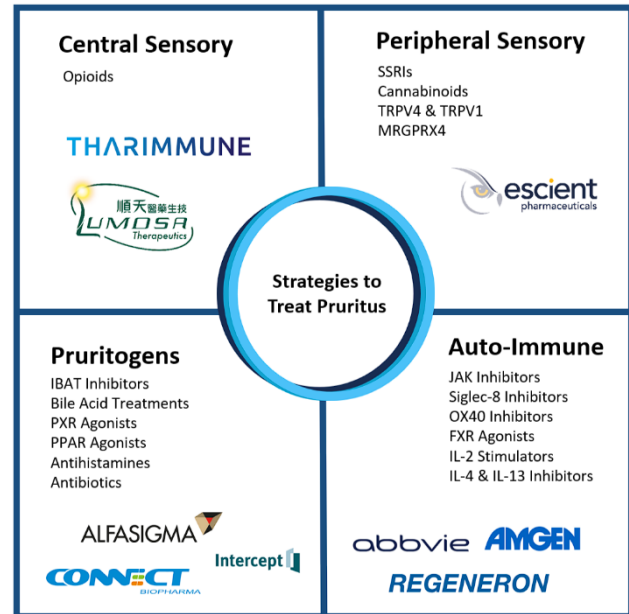 Central Sensory
Opioids
THARIMMUNE
順天醫藥生技
LUMOSA
Therapeutics
Peripheral Sensory
SSRIs
Cannabinoids
TRPV4 & TRPV1
MRGPRX4
escient
pharmaceuticals
Strategies to
Treat Pruritus
Pruritogens
IBAT Inhibitors
Bile Acid Treatments
PXR Agonists
PPAR Agonists
Antihistamines
Antibiotics
ALFASIGMA
Intercept
CONNECT
BIOPHARMA
Auto-Immune
JAK Inhibitors
Siglec-8 Inhibitors
OX40 Inhibitors
FXR Agonists
IL-2 Stimulators
IL-4 & IL-13 Inhibitors
abbvie
AMGEN
REGENERON